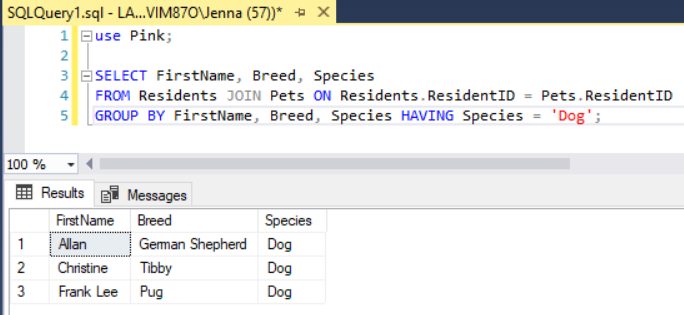 SQLQuery1.sql - LA...VIM87O\Jenna (57))*
1 use Pink;
2
3 SELECT FirstName, Breed, Species
4 FROM Residents JOIN Pets ON Residents.ResidentID = Pets.ResidentID
5 GROUP BY FirstName, Breed, Species HAVING Species = 'Dog';
100 %
Results Messages
FirstName Breed Species
1 Allan German Shepherd Dog
2 Christine Tibby Dog
3 Frank Lee Pug Dog